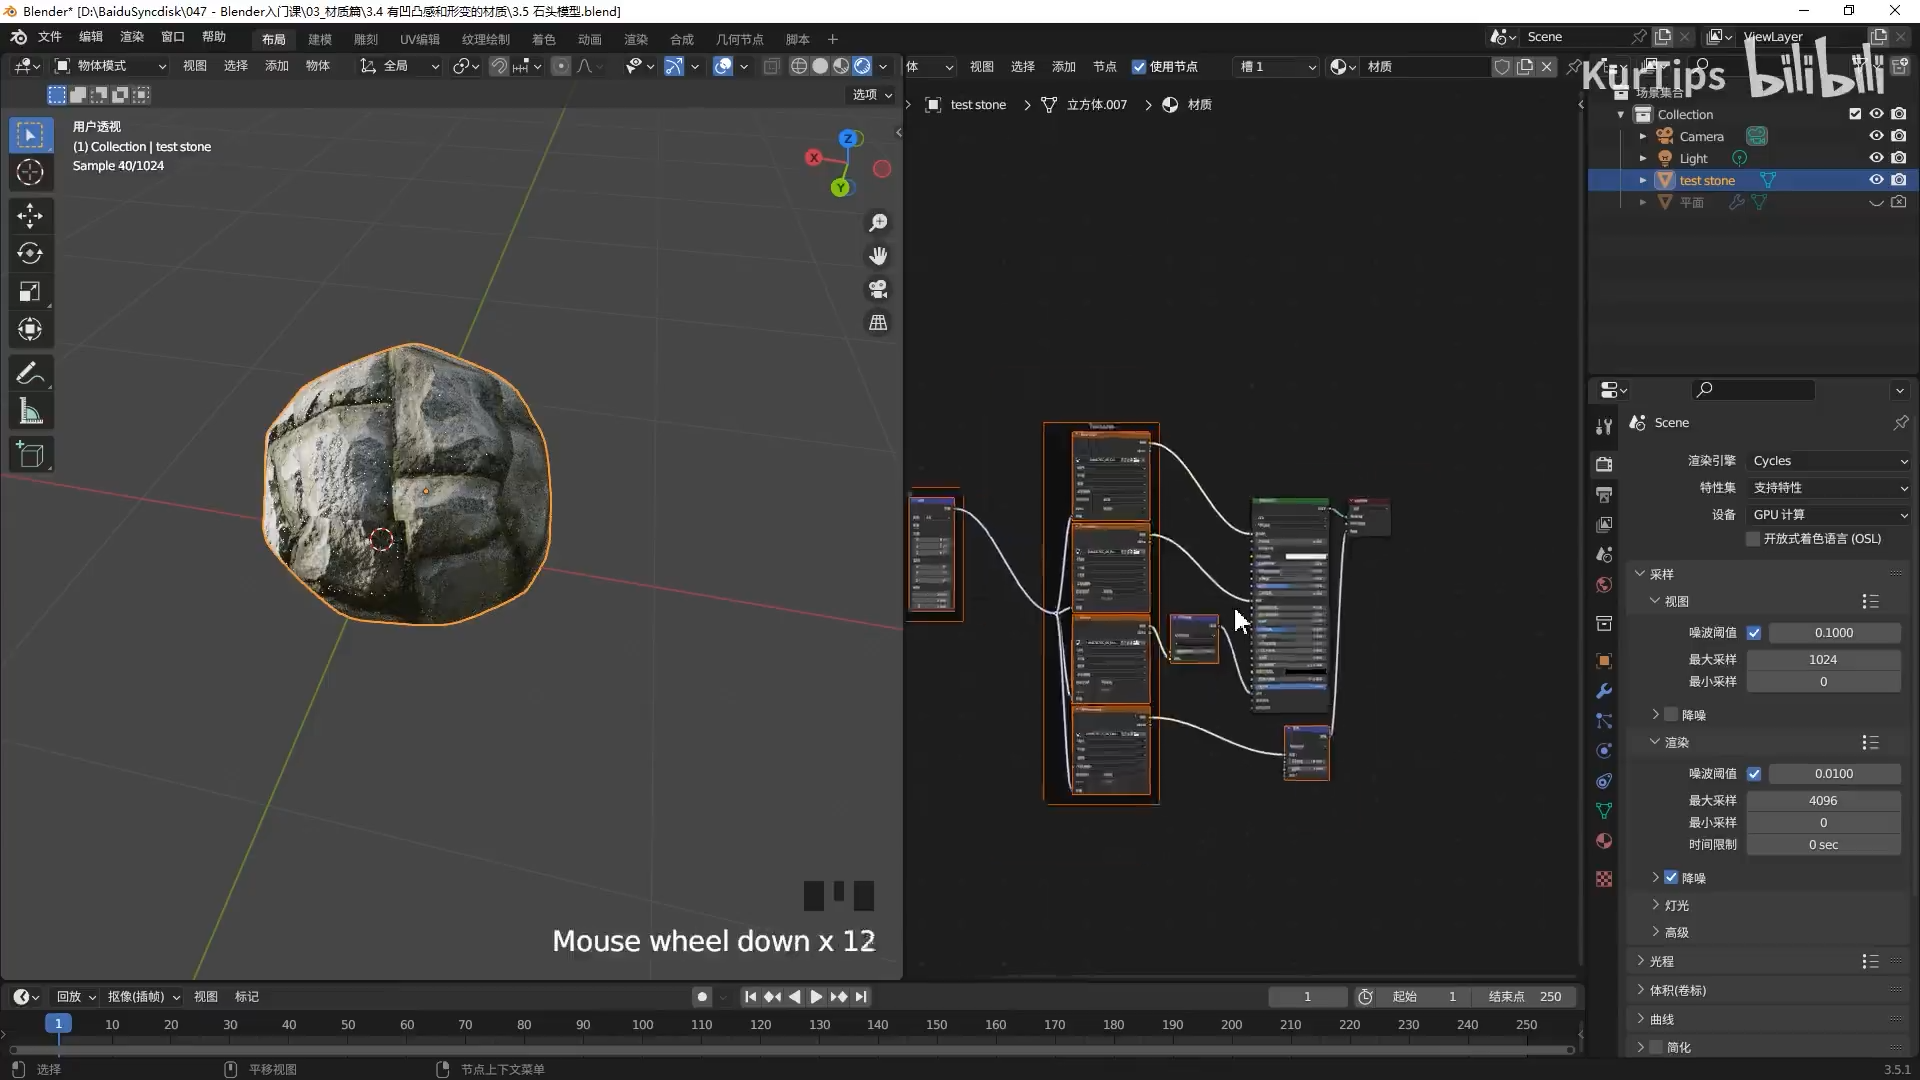 Blender* [D:\BaiduSyncdisk\047 - Blender入门课\03_材质篇\3.4 有凹凸感和形变的材质\3.5 石头模型.blend]
文件 编辑 渲染 窗口 帮助 布局 建模 雕刻 UV编辑 纹理绘制 着色 动画 渲染 合成 几何节点 脚本 + Scene ViewLayer
物体模式 视图 选择 添加 物体 全局 体 视图 选择 添加 节点 使用节点 槽 1 材质
KurTips bilibili
选项
test stone 立方体.007 材质
场景集合
Collection
Camera
Light
test stone
平面
用户透视
(1) Collection | test stone
Sample 40/1024
Z
X
Y
Scene
渲染引擎 Cycles
特性集 支持特性
设备 GPU 计算
开放式着色语言 (OSL)
采样
视图
噪波阈值 0.1000
最大采样 1024
最小采样 0
降噪
渲染
噪波阈值 0.0100
最大采样 4096
最小采样 0
时间限制 0 sec
降噪
灯光
高级
光程
体积(卷标)
曲线
简化
Mouse wheel down x 12
回放 抠像(插帧) 视图 标记 1 起始 1 结束点 250
1 10 20 30 40 50 60 70 80 90 100 110 120 130 140 150 160 170 180 190 200 210 220 230 240 250
选择 平移视图 节点上下文菜单 3.5.1